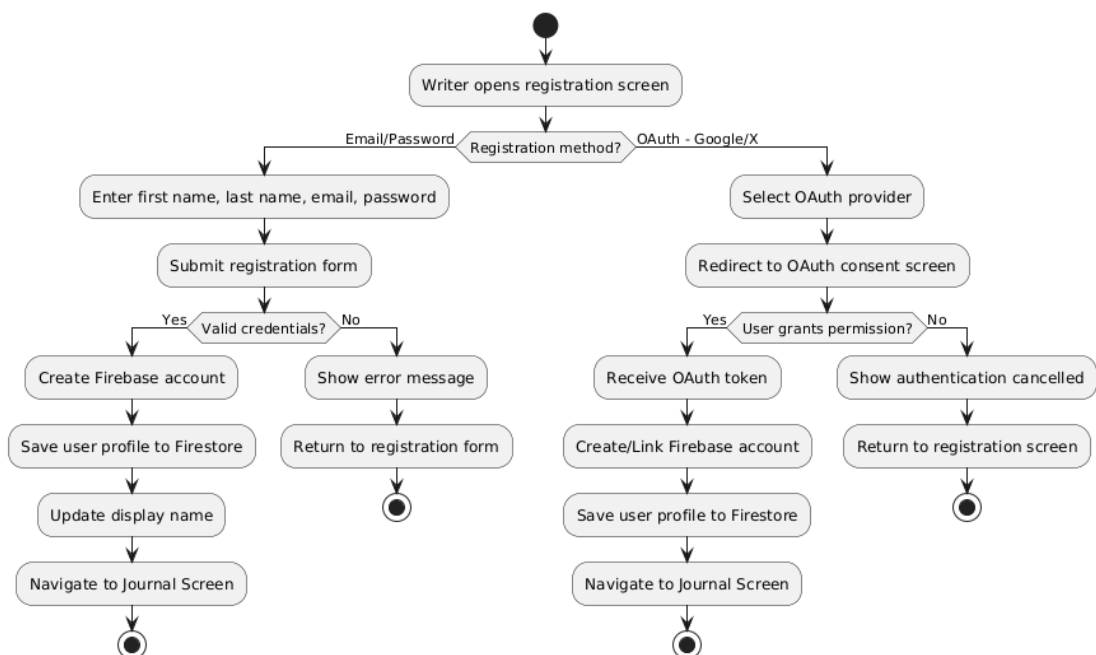 Writer opens registration screen
Email/Password
Registration method?
OAuth - Google/X
Enter first name, last name, email, password
Submit registration form
Yes
Valid credentials?
No
Create Firebase account
Save user profile to Firestore
Update display name
Navigate to Journal Screen
Show error message
Return to registration form
Select OAuth provider
Redirect to OAuth consent screen
Yes
User grants permission?
No
Receive OAuth token
Create/Link Firebase account
Save user profile to Firestore
Navigate to Journal Screen
Show authentication cancelled
Return to registration screen